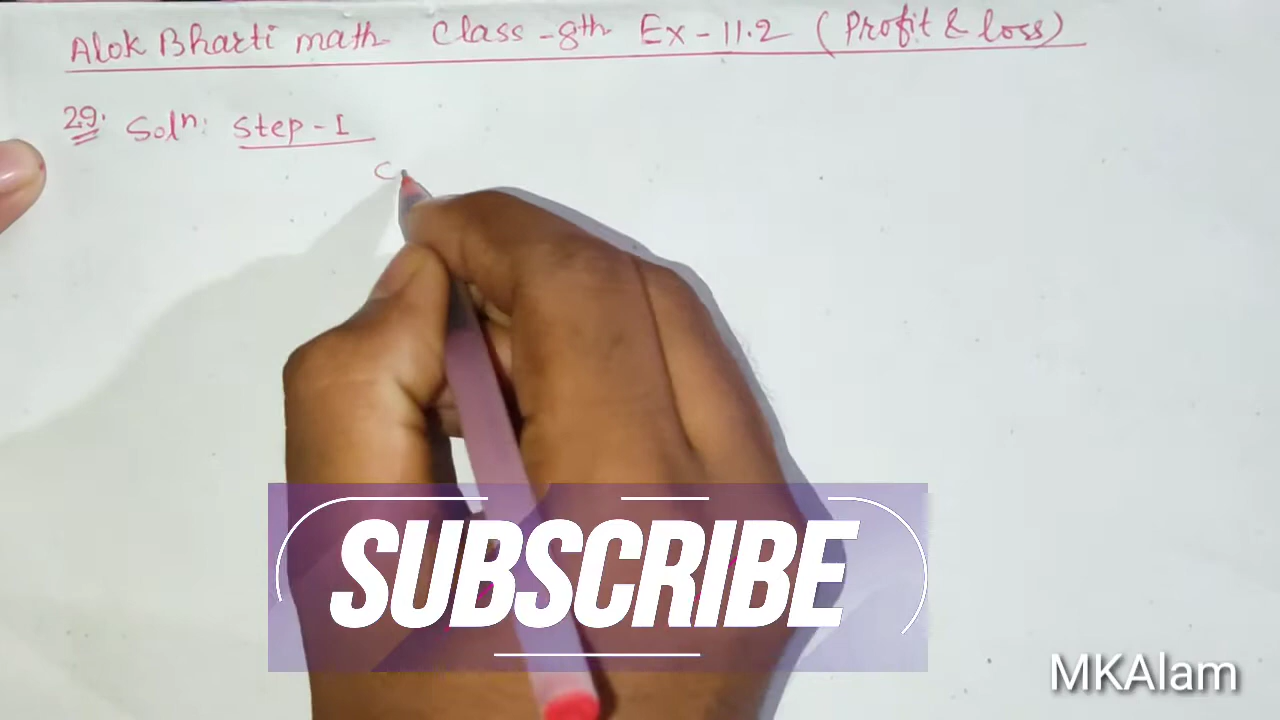 Alok Bharti math Class - 8th Ex - 11.2 (Profit & loss)
29. Solⁿ: Step - I
C
SUBSCRIBE
MKAlam